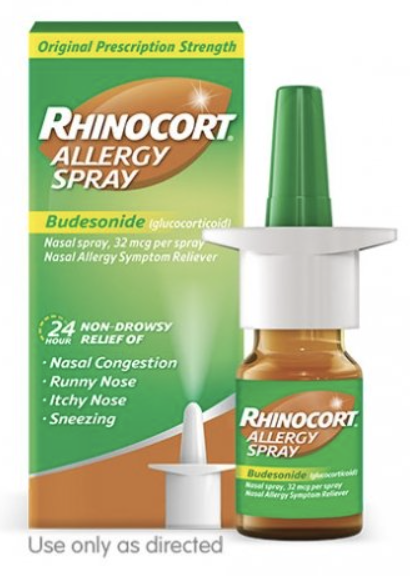 Original Prescription Strength
RHINOCORT®
ALLERGY
SPRAY
Budesonide (glucocorticoid)
Nasal spray, 32 mcg per spray
Nasal Allergy Symptom Reliever
24
HOUR
NON-DROWSY
RELIEF OF
· Nasal Congestion
· Runny Nose
· Itchy Nose
· Sneezing
RHINOCORT®
ALLERGY
SPRAY
Budesonide (glucocorticoid)
Nasal spray, 32 mcg per spray
Nasal Allergy Symptom Reliever
Use only as directed